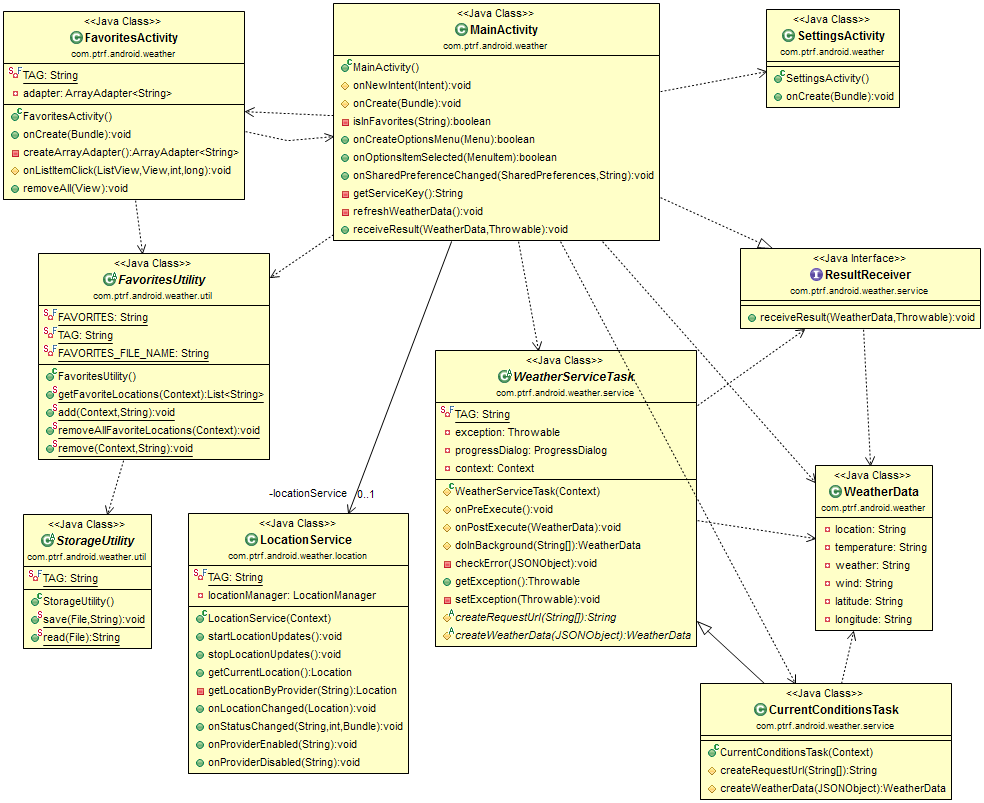 <<Java Class>>
FavoritesActivity
com.ptrf.android.weather
TAG: String
adapter: ArrayAdapter<String>
FavoritesActivity()
onCreate(Bundle):void
createArrayAdapter():ArrayAdapter<String>
onListItemClick(ListView,View,int,long):void
removeAll(View):void
<<Java Class>>
MainActivity
com.ptrf.android.weather
MainActivity()
onNewIntent(Intent):void
onCreate(Bundle):void
isInFavorites(String):boolean
onCreateOptionsMenu(Menu):boolean
onOptionsItemSelected(MenuItem):boolean
onSharedPreferenceChanged(SharedPreferences,String):void
getServiceKey():String
refreshWeatherData():void
receiveResult(WeatherData,Throwable):void
<<Java Class>>
SettingsActivity
com.ptrf.android.weather
SettingsActivity()
onCreate(Bundle):void
<<Java Class>>
FavoritesUtility
com.ptrf.android.weather.util
FAVORITES: String
TAG: String
FAVORITES_FILE_NAME: String
FavoritesUtility()
getFavoriteLocations(Context):List<String>
add(Context,String):void
removeAllFavoriteLocations(Context):void
remove(Context,String):void
<<Java Interface>>
ResultReceiver
com.ptrf.android.weather.service
receiveResult(WeatherData,Throwable):void
<<Java Class>>
WeatherServiceTask
com.ptrf.android.weather.service
TAG: String
exception: Throwable
progressDialog: ProgressDialog
context: Context
WeatherServiceTask(Context)
onPreExecute():void
onPostExecute(WeatherData):void
doInBackground(String[]):WeatherData
checkError(JSONObject):void
getException():Throwable
setException(Throwable):void
createRequestUrl(String[]):String
createWeatherData(JSONObject):WeatherData
<<Java Class>>
WeatherData
com.ptrf.android.weather
location: String
temperature: String
weather: String
wind: String
latitude: String
longitude: String
-locationService 0..1
<<Java Class>>
StorageUtility
com.ptrf.android.weather.util
TAG: String
StorageUtility()
save(File,String):void
read(File):String
<<Java Class>>
LocationService
com.ptrf.android.weather.location
TAG: String
locationManager: LocationManager
LocationService(Context)
startLocationUpdates():void
stopLocationUpdates():void
getCurrentLocation():Location
getLocationByProvider(String):Location
onLocationChanged(Location):void
onStatusChanged(String,int,Bundle):void
onProviderEnabled(String):void
onProviderDisabled(String):void
<<Java Class>>
CurrentConditionsTask
com.ptrf.android.weather.service
CurrentConditionsTask(Context)
createRequestUrl(String[]):String
createWeatherData(JSONObject):WeatherData